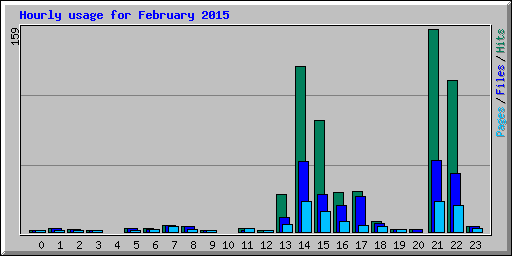 Hourly usage for February 2015
159
Pages / Files / Hits
0 1 2 3 4 5 6 7 8 9 10 11 12 13 14 15 16 17 18 19 20 21 22 23